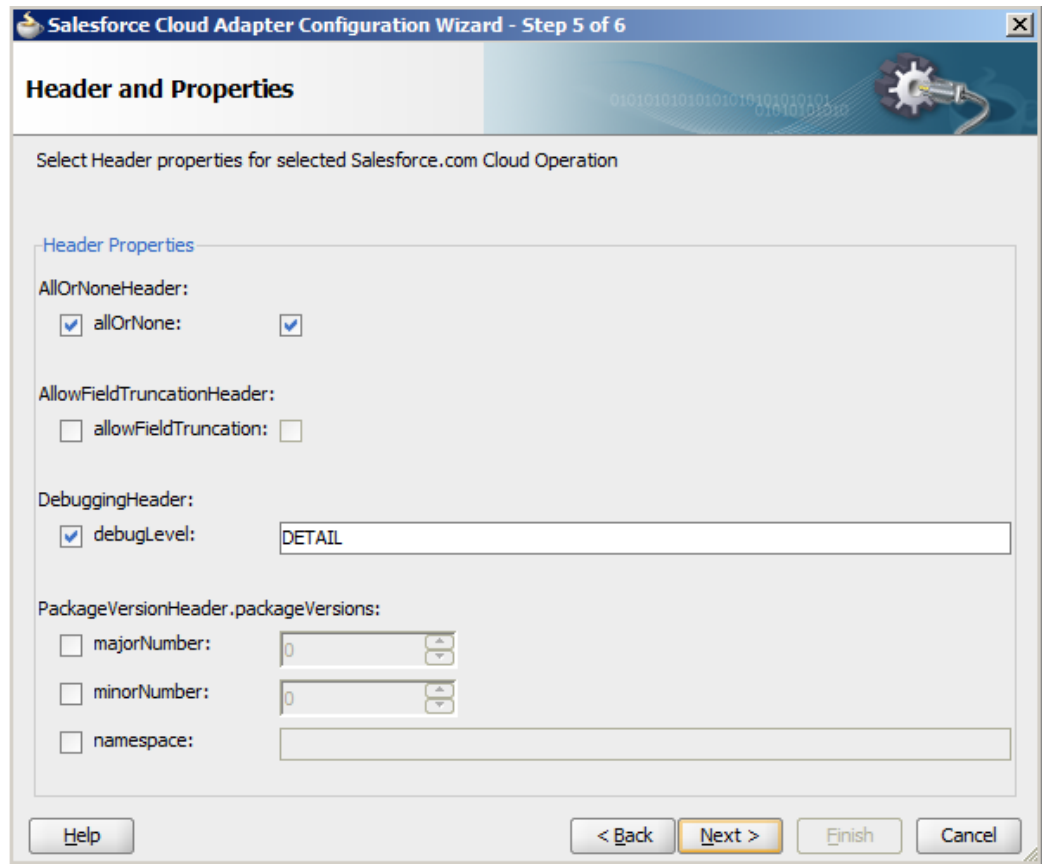 Salesforce Cloud Adapter Configuration Wizard - Step 5 of 6
Header and Properties
0101010101010101010101010101
01010101010
Select Header properties for selected Salesforce.com Cloud Operation
Header Properties
AllOrNoneHeader:
allOrNone:
AllowFieldTruncationHeader:
allowFieldTruncation:
DebuggingHeader:
debugLevel: DETAIL
PackageVersionHeader.packageVersions:
majorNumber: 0
minorNumber: 0
namespace:
Help < Back Next > Finish Cancel